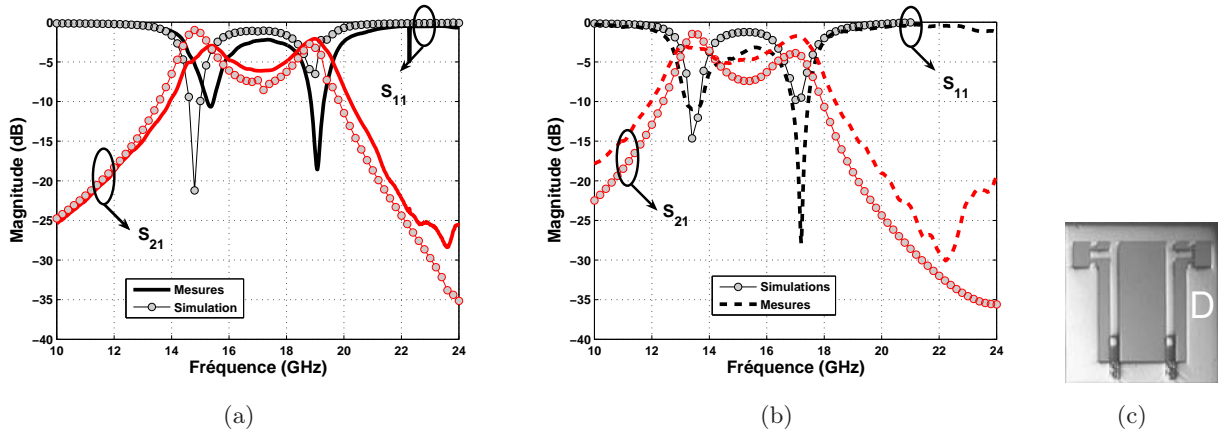 0
−5
−10
−15
−20
−25
−30
−35
−40
Magnitude (dB)
S11
S21
Mesures
Simulation
10 12 14 16 18 20 22 24
Fréquence (GHz)
(a)
0
−5
−10
−15
−20
−25
−30
−35
−40
Magnitude (dB)
S11
S21
Simulations
Mesures
10 12 14 16 18 20 22 24
Fréquence (GHz)
(b)
D
(c)